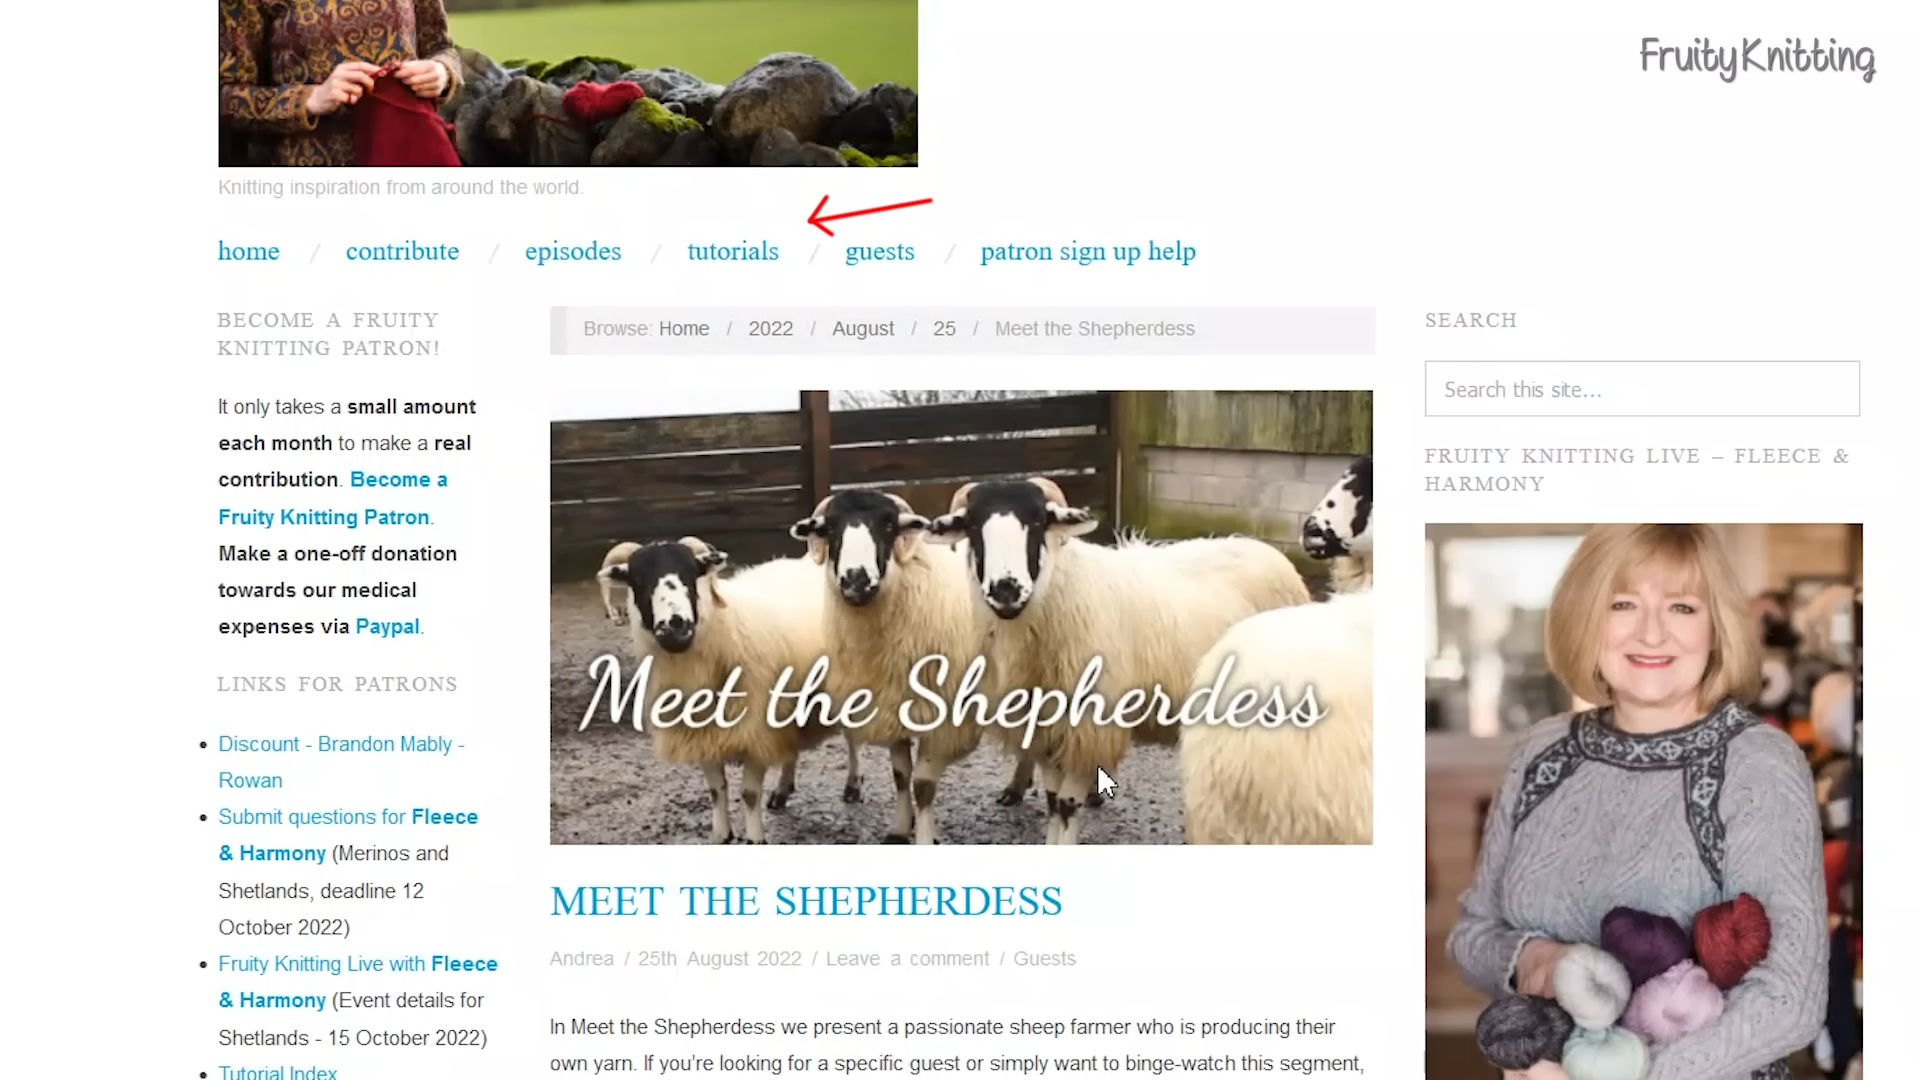 FruityKnitting
Knitting inspiration from around the world.
home / contribute / episodes / tutorials / guests / patron sign up help
BECOME A FRUITY
KNITTING PATRON!
It only takes a small amount
each month to make a real
contribution. Become a
Fruity Knitting Patron.
Make a one-off donation
towards our medical
expenses via Paypal.
LINKS FOR PATRONS
• Discount - Brandon Mably -
Rowan
• Submit questions for Fleece
& Harmony (Merinos and
Shetlands, deadline 12
October 2022)
• Fruity Knitting Live with Fleece
& Harmony (Event details for
Shetlands - 15 October 2022)
• Tutorial Index
Browse: Home / 2022 / August / 25 / Meet the Shepherdess
Meet the Shepherdess
MEET THE SHEPHERDESS
Andrea / 25th August 2022 / Leave a comment / Guests
In Meet the Shepherdess we present a passionate sheep farmer who is producing their
own yarn. If you’re looking for a specific guest or simply want to binge-watch this segment,
SEARCH
Search this site...
FRUITY KNITTING LIVE – FLEECE &
HARMONY